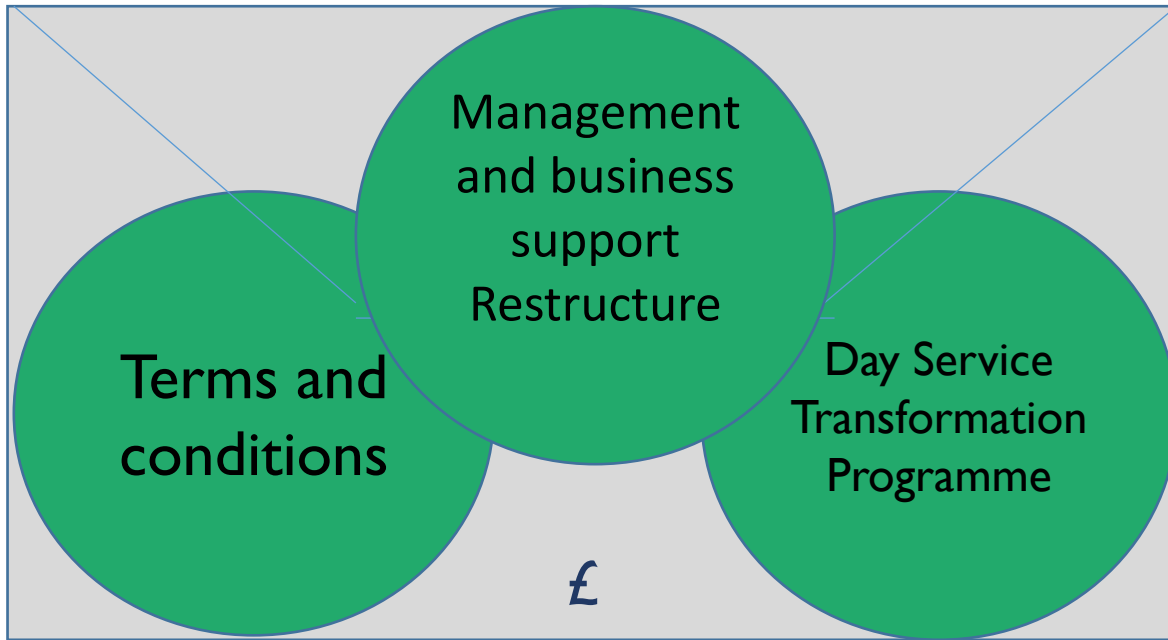 Management
and business
support
Restructure
Terms and
conditions
Day Service
Transformation
Programme
£